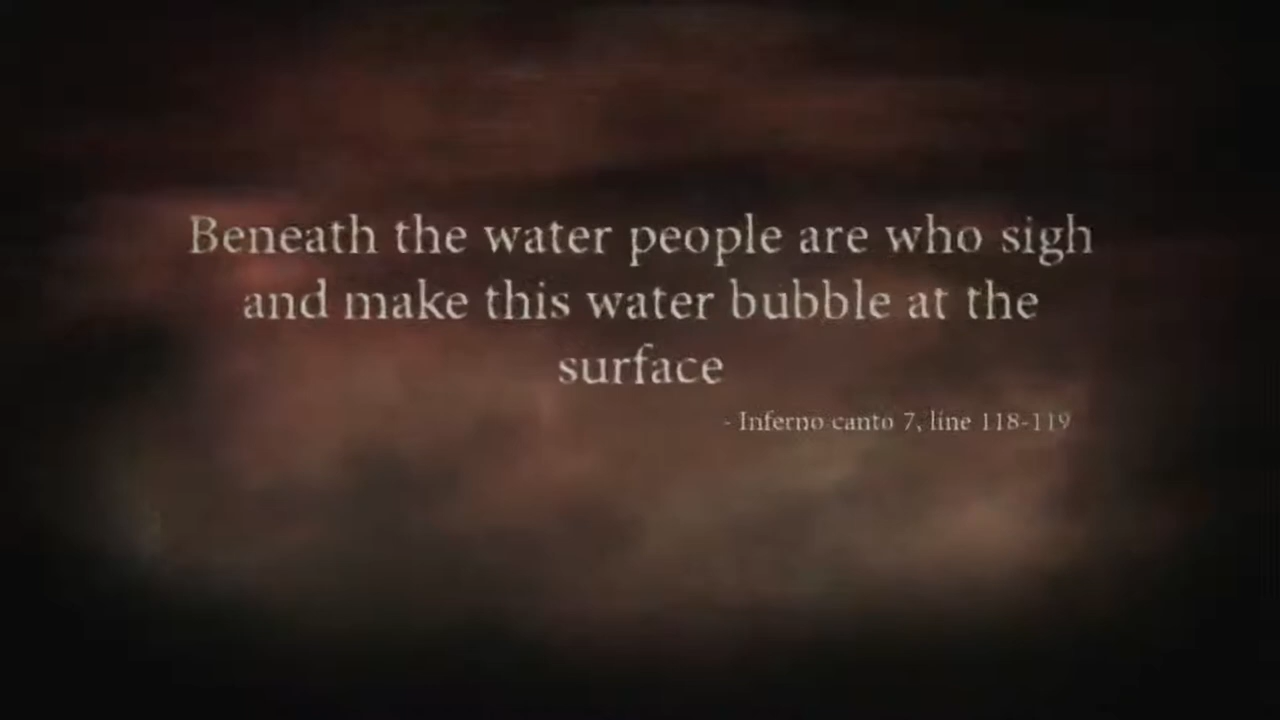 Beneath the water people are who sigh
and make this water bubble at the
surface
- Inferno canto 7, line 118-119